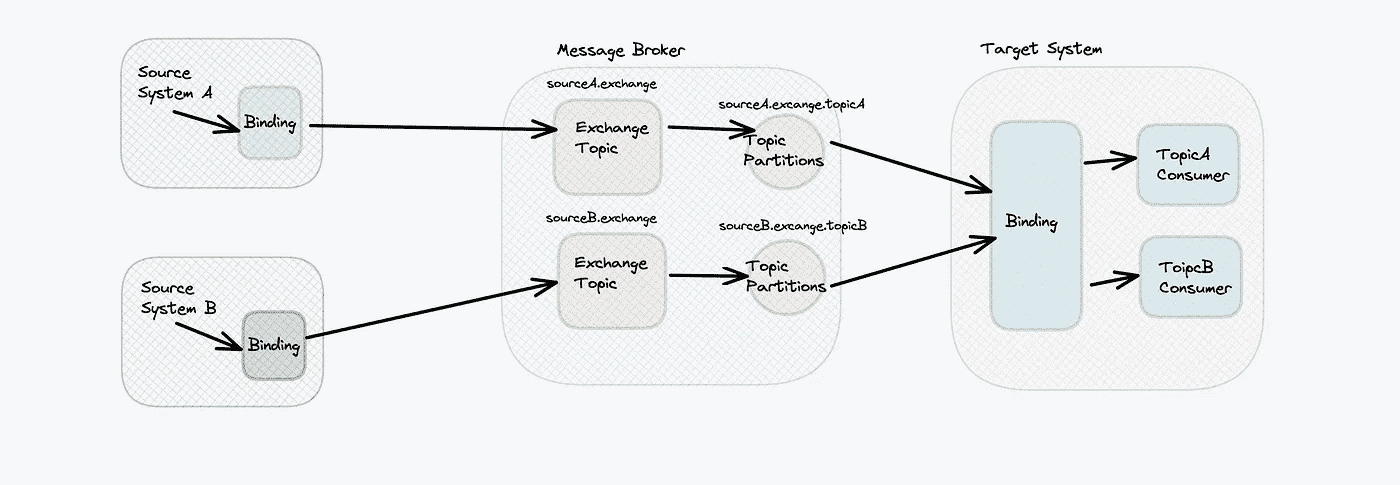 Source
System A
Binding
Source
System B
Binding
Message Broker
sourceA.exchange
Exchange
Topic
sourceA.excange.topicA
Topic
Partitions
sourceB.exchange
Exchange
Topic
sourceB.excange.topicB
Topic
Partitions
Target System
Binding
TopicA
Consumer
ToipcB
Consumer